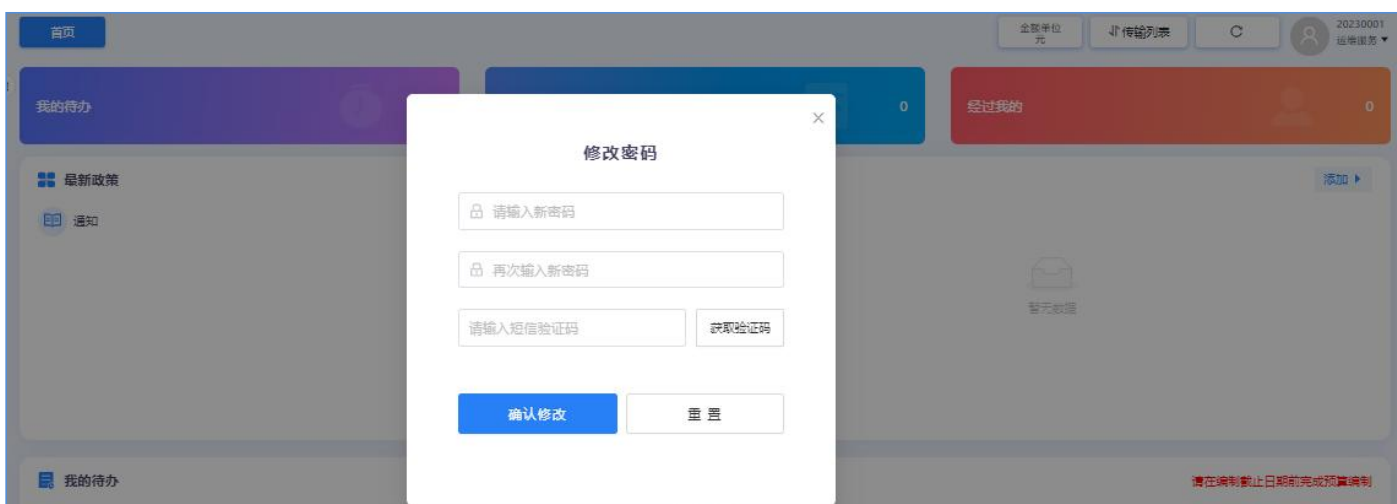 首页
金额单位
元
传输列表
20230001
运维服务
我的待办
0
经过我的
0
修改密码
最新政策
添加
请输入新密码
通知
再次输入新密码
暂无数据
请输入短信验证码
获取验证码
确认修改
重置
我的待办
请在编制截止日期前完成预算编制